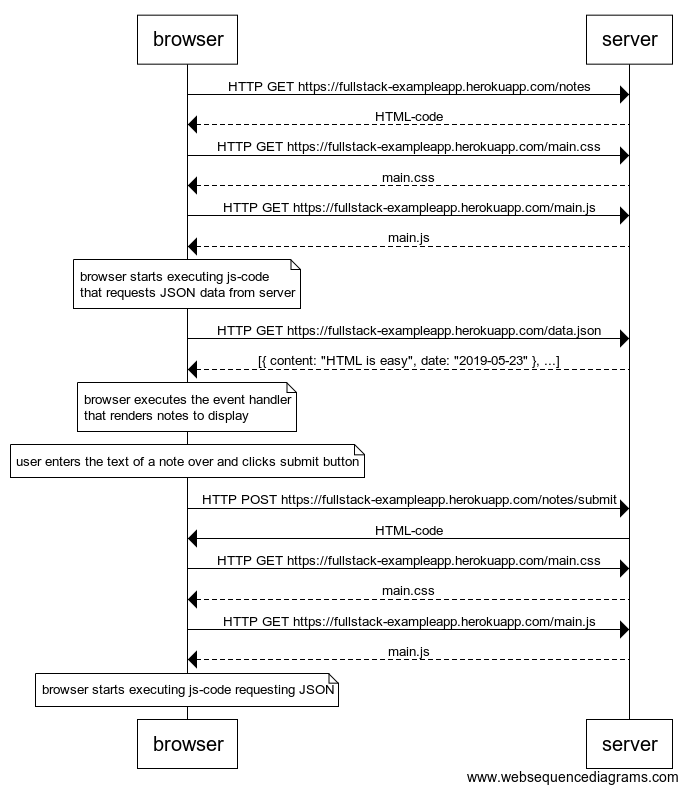 browser
server
HTTP GET https://fullstack-exampleapp.herokuapp.com/notes
HTML-code
HTTP GET https://fullstack-exampleapp.herokuapp.com/main.css
main.css
HTTP GET https://fullstack-exampleapp.herokuapp.com/main.js
main.js
browser starts executing js-code
that requests JSON data from server
HTTP GET https://fullstack-exampleapp.herokuapp.com/data.json
[{ content: "HTML is easy", date: "2019-05-23" }, ...]
browser executes the event handler
that renders notes to display
user enters the text of a note over and clicks submit button
HTTP POST https://fullstack-exampleapp.herokuapp.com/notes/submit
HTML-code
HTTP GET https://fullstack-exampleapp.herokuapp.com/main.css
main.css
HTTP GET https://fullstack-exampleapp.herokuapp.com/main.js
main.js
browser starts executing js-code requesting JSON
browser
server
www.websequencediagrams.com